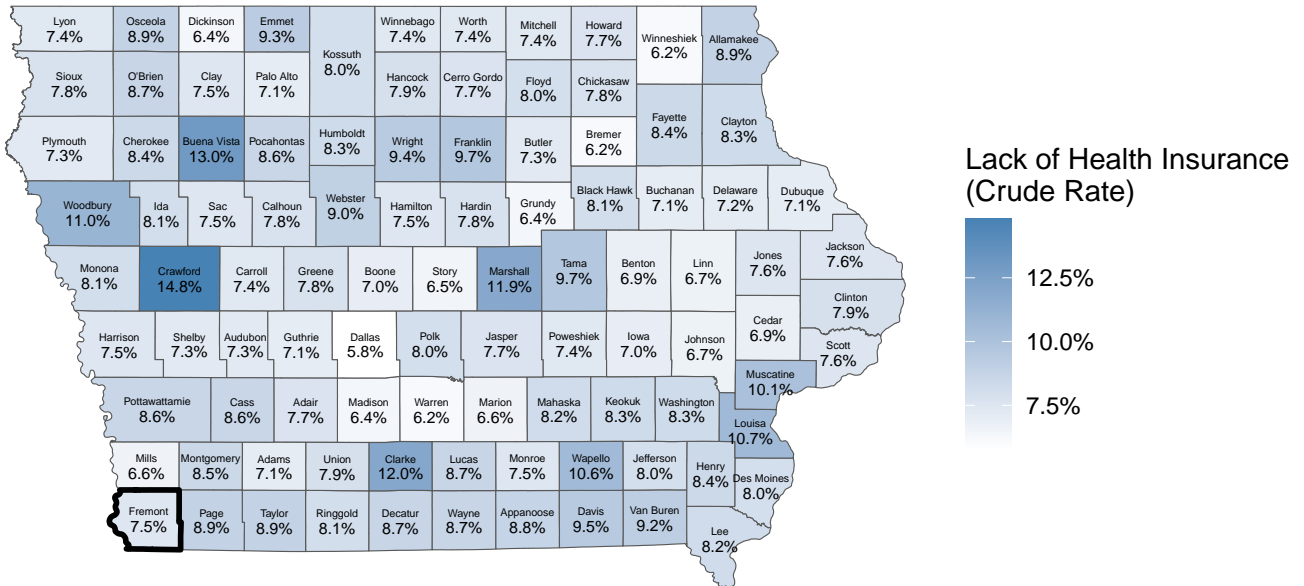 Lyon
7.4%
Osceola
8.9%
Dickinson
6.4%
Emmet
9.3%
Kossuth
8.0%
Winnebago
7.4%
Worth
7.4%
Mitchell
7.4%
Howard
7.7%
Winneshiek
6.2%
Allamakee
8.9%
Sioux
7.8%
O'Brien
8.7%
Clay
7.5%
Palo Alto
7.1%
Hancock
7.9%
Cerro Gordo
7.7%
Floyd
8.0%
Chickasaw
7.8%
Fayette
8.4%
Clayton
8.3%
Plymouth
7.3%
Cherokee
8.4%
Buena Vista
13.0%
Pocahontas
8.6%
Humboldt
8.3%
Wright
9.4%
Franklin
9.7%
Butler
7.3%
Bremer
6.2%
Woodbury
11.0%
Ida
8.1%
Sac
7.5%
Calhoun
7.8%
Webster
9.0%
Hamilton
7.5%
Hardin
7.8%
Grundy
6.4%
Black Hawk
8.1%
Buchanan
7.1%
Delaware
7.2%
Dubuque
7.1%
Monona
8.1%
Crawford
14.8%
Carroll
7.4%
Greene
7.8%
Boone
7.0%
Story
6.5%
Marshall
11.9%
Tama
9.7%
Benton
6.9%
Linn
6.7%
Jones
7.6%
Jackson
7.6%
Clinton
7.9%
Harrison
7.5%
Shelby
7.3%
Audubon
7.3%
Guthrie
7.1%
Dallas
5.8%
Polk
8.0%
Jasper
7.7%
Poweshiek
7.4%
Iowa
7.0%
Johnson
6.7%
Cedar
6.9%
Scott
7.6%
Muscatine
10.1%
Pottawattamie
8.6%
Cass
8.6%
Adair
7.7%
Madison
6.4%
Warren
6.2%
Marion
6.6%
Mahaska
8.2%
Keokuk
8.3%
Washington
8.3%
Louisa
10.7%
Mills
6.6%
Montgomery
8.5%
Adams
7.1%
Union
7.9%
Clarke
12.0%
Lucas
8.7%
Monroe
7.5%
Wapello
10.6%
Jefferson
8.0%
Henry
8.4%
Des Moines
8.0%
Fremont
7.5%
Page
8.9%
Taylor
8.9%
Ringgold
8.1%
Decatur
8.7%
Wayne
8.7%
Appanoose
8.8%
Davis
9.5%
Van Buren
9.2%
Lee
8.2%
Lack of Health Insurance
(Crude Rate)
12.5%
10.0%
7.5%